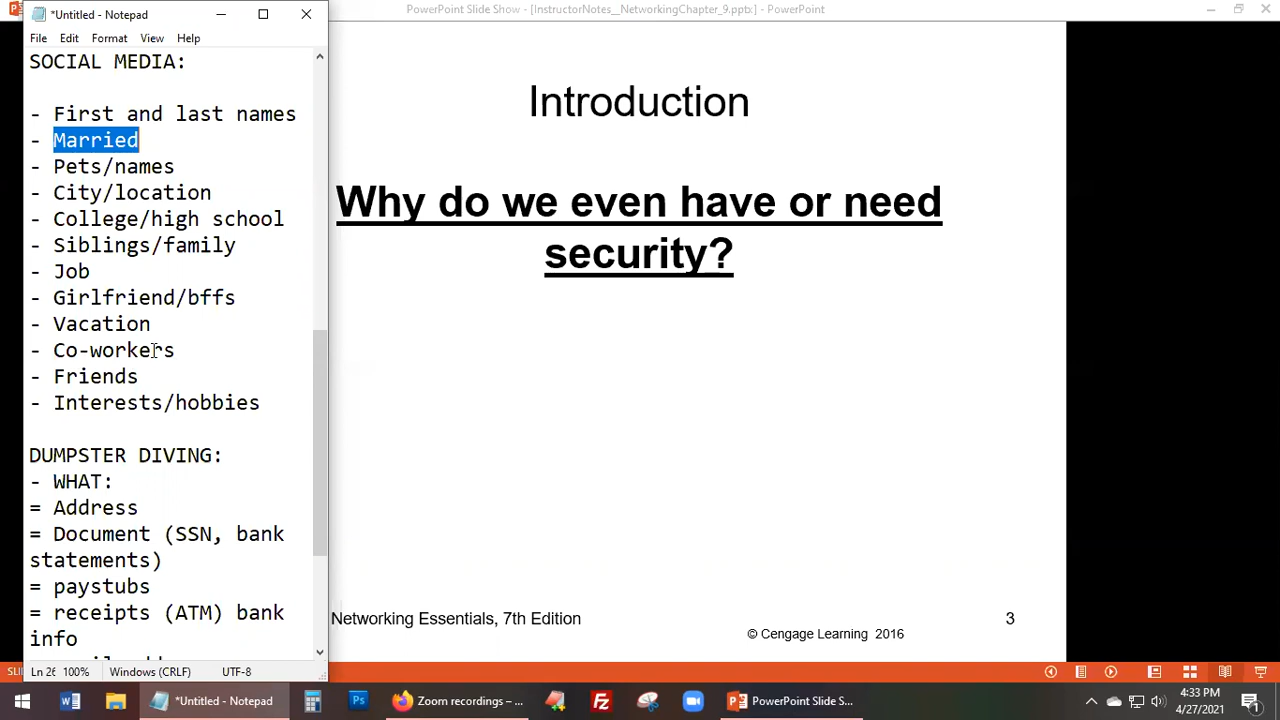 *Untitled - Notepad
PowerPoint Slide Show - [InstructorNotes__NetworkingChapter_9.pptx] - PowerPoint
File Edit Format View Help
SOCIAL MEDIA:
- First and last names
- Married
- Pets/names
- City/location
- College/high school
- Siblings/family
- Job
- Girlfriend/bffs
- Vacation
- Co-workers
- Friends
- Interests/hobbies
DUMPSTER DIVING:
- WHAT:
= Address
= Document (SSN, bank
statements)
= paystubs
= receipts (ATM) bank
info
Ln 26 100% Windows (CRLF) UTF-8
Introduction
Why do we even have or need
security?
Networking Essentials, 7th Edition
© Cengage Learning 2016
3
*Untitled - Notepad
Zoom recordings – ...
PowerPoint Slide S...
4:33 PM
4/27/2021